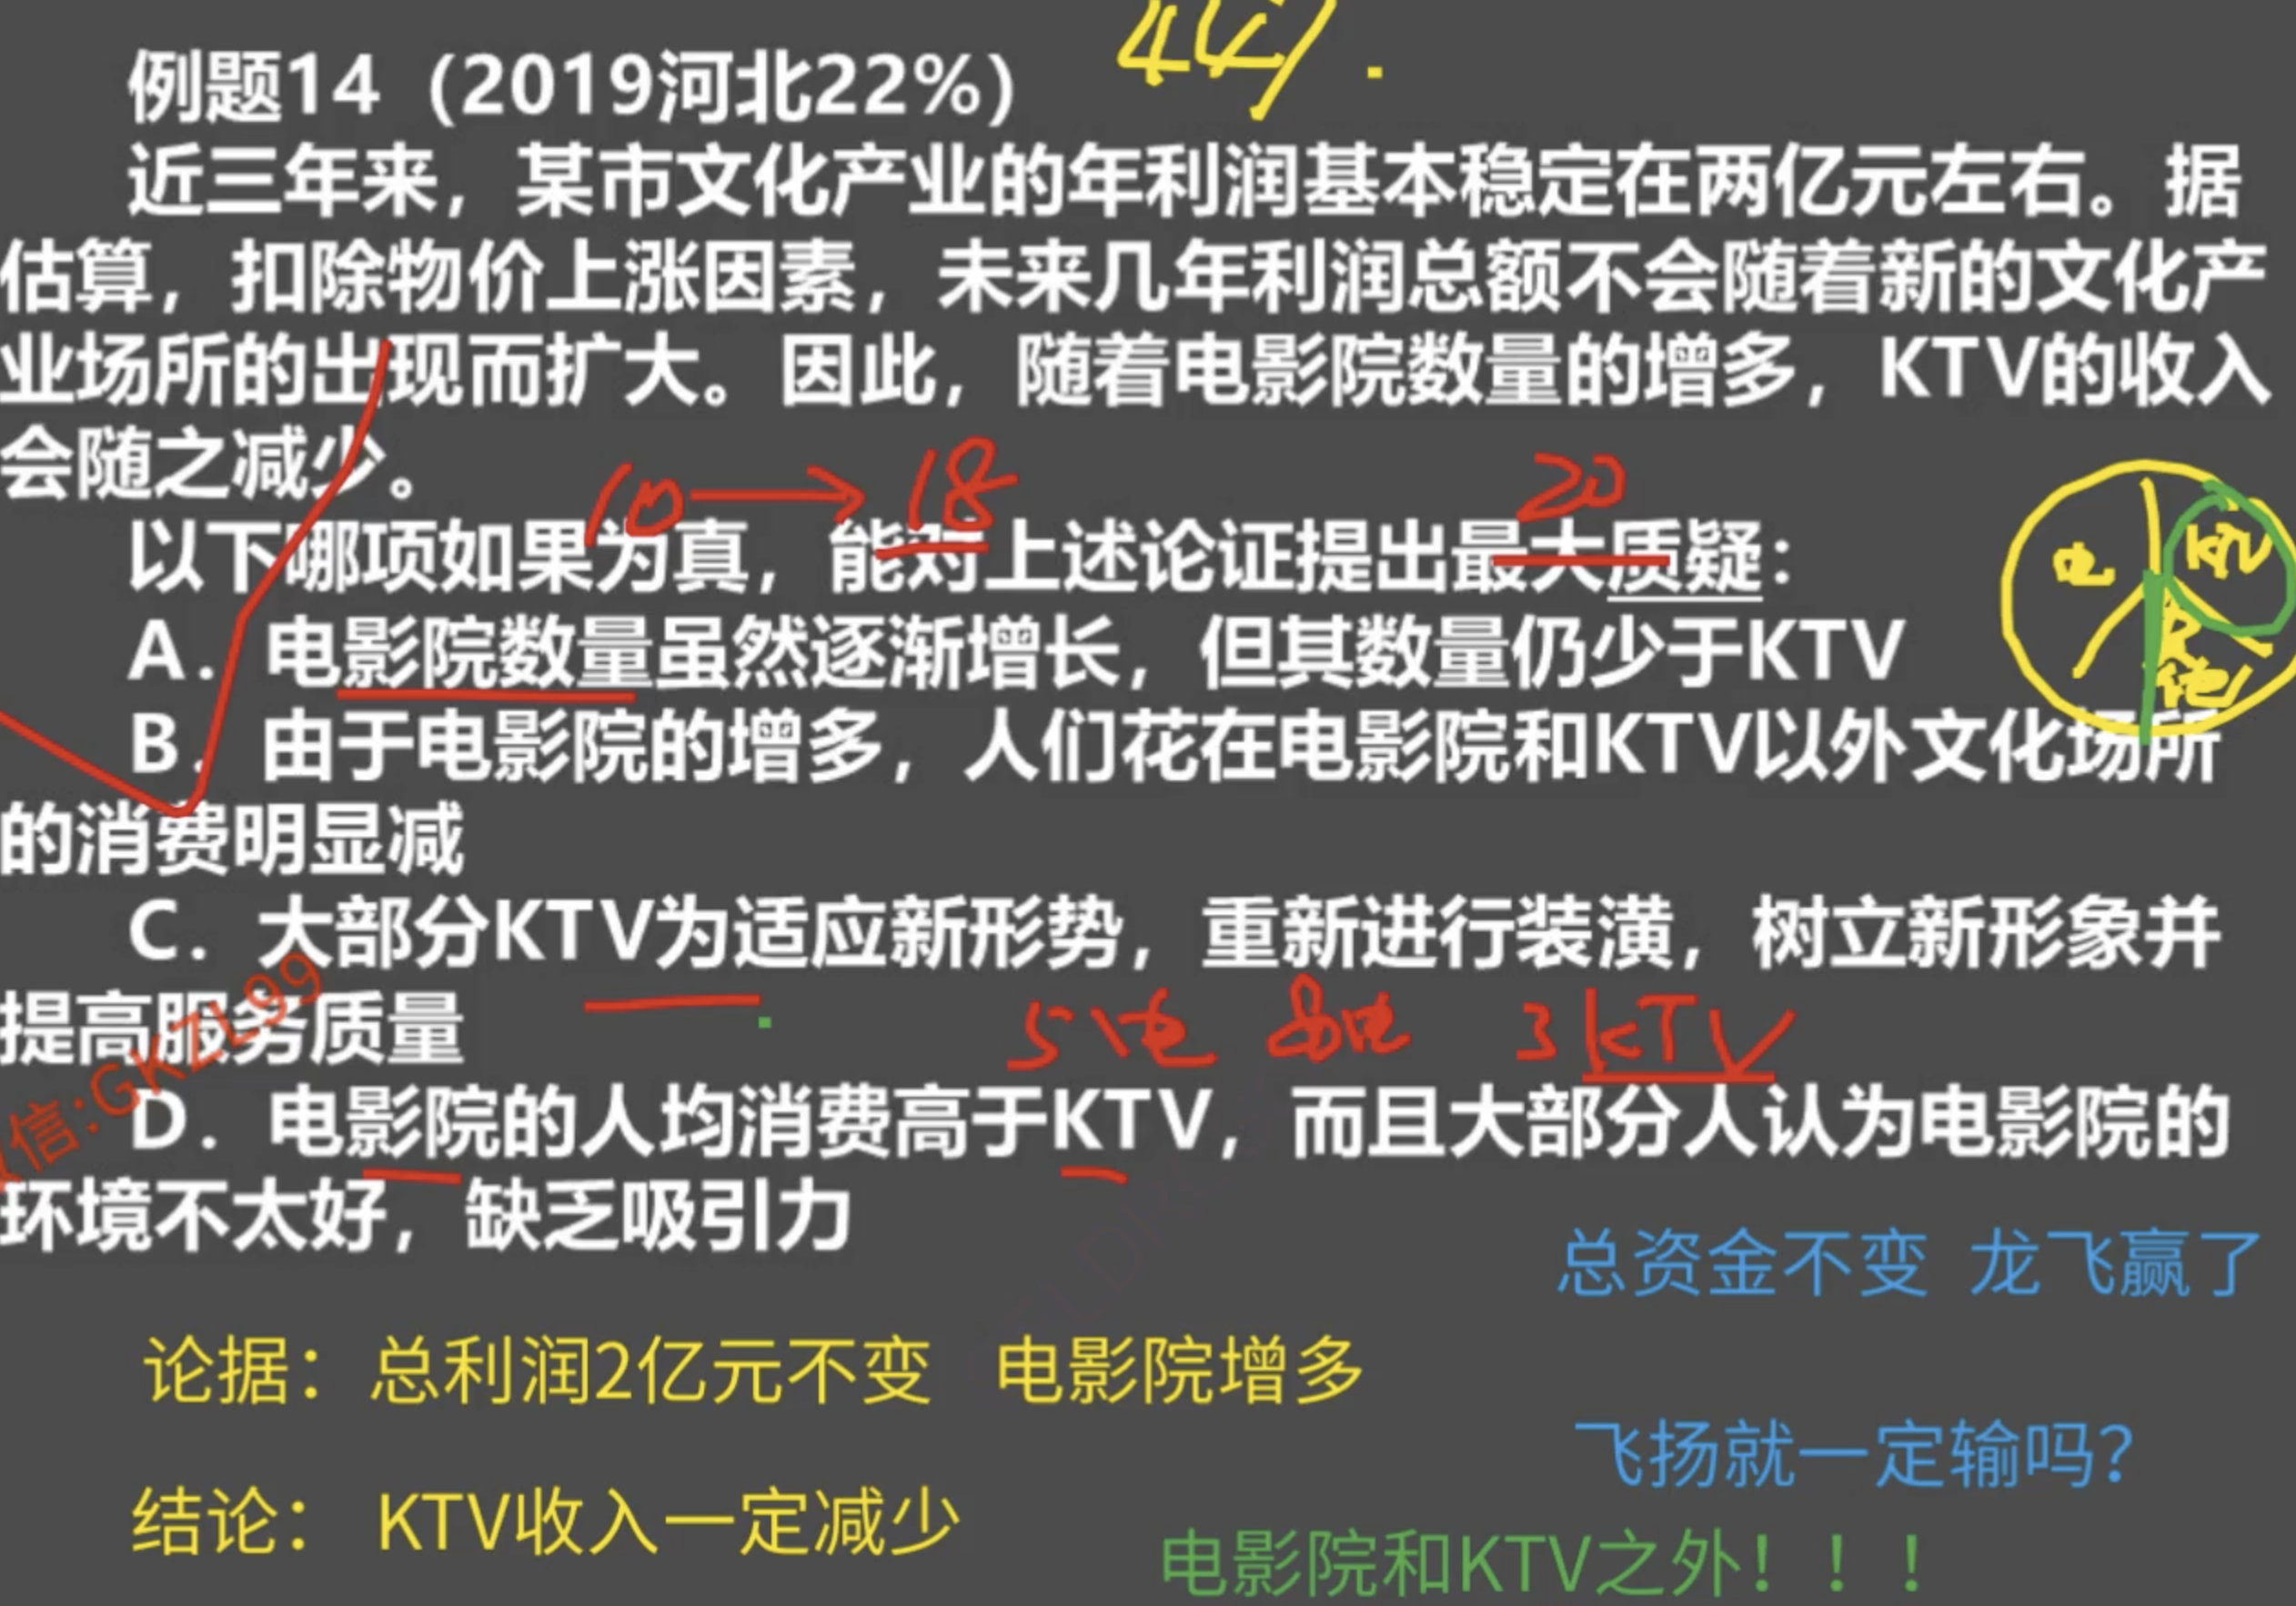 例题14（2019河北22%）
近三年来，某市文化产业的年利润基本稳定在两亿元左右。据
估算，扣除物价上涨因素，未来几年利润总额不会随着新的文化产
业场所的出现而扩大。因此，随着电影院数量的增多，KTV的收入
会随之减少。
10 → 18
20
以下哪项如果为真，能对上述论证提出最大质疑：
电
KTV
A．电影院数量虽然逐渐增长，但其数量仍少于KTV
B．由于电影院的增多，人们花在电影院和KTV以外文化场所
的消费明显减
C．大部分KTV为适应新形势，重新进行装潢，树立新形象并
提高服务质量
信:GKZL99
3 KTV
D．电影院的人均消费高于KTV，而且大部分人认为电影院的
环境不太好，缺乏吸引力
总资金不变 龙飞赢了
论据：总利润2亿元不变 电影院增多
飞扬就一定输吗？
结论： KTV收入一定减少
电影院和KTV之外！！！